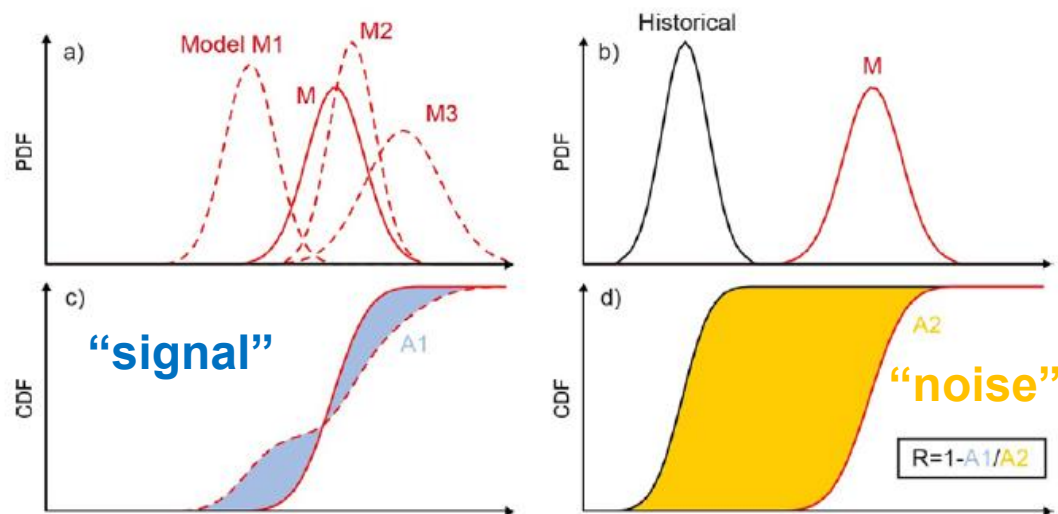 a)
Model M1
M2
M
M3
PDF
b)
Historical
M
PDF
c)
“signal”
A1
CDF
d)
A2
“noise”
CDF
R=1-A1/A2